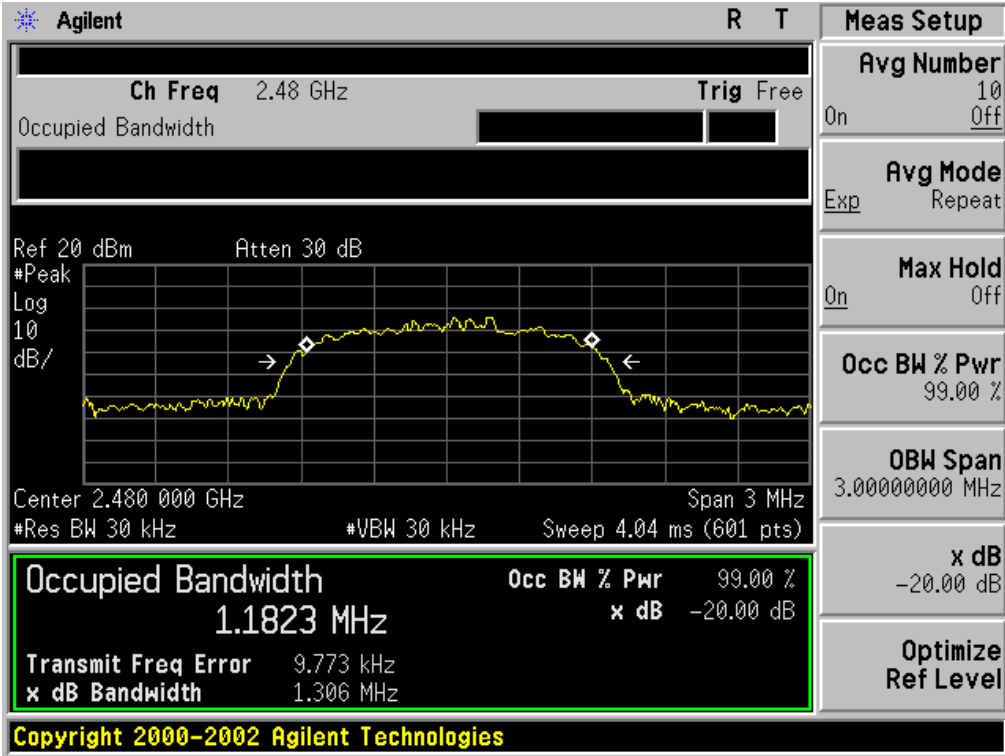 Agilent R T
Ch Freq 2.48 GHz Trig Free
Occupied Bandwidth
Ref 20 dBm Atten 30 dB
#Peak
Log
10
dB/
Center 2.480 000 GHz Span 3 MHz
#Res BW 30 kHz #VBW 30 kHz Sweep 4.04 ms (601 pts)
Occupied Bandwidth
1.1823 MHz
Occ BW % Pwr 99.00 %
x dB -20.00 dB
Transmit Freq Error 9.773 kHz
x dB Bandwidth 1.306 MHz
Copyright 2000-2002 Agilent Technologies
Meas Setup
Avg Number
10
On Off
Avg Mode
Exp Repeat
Max Hold
On Off
Occ BW % Pwr
99.00 %
OBW Span
3.00000000 MHz
x dB
-20.00 dB
Optimize
Ref Level